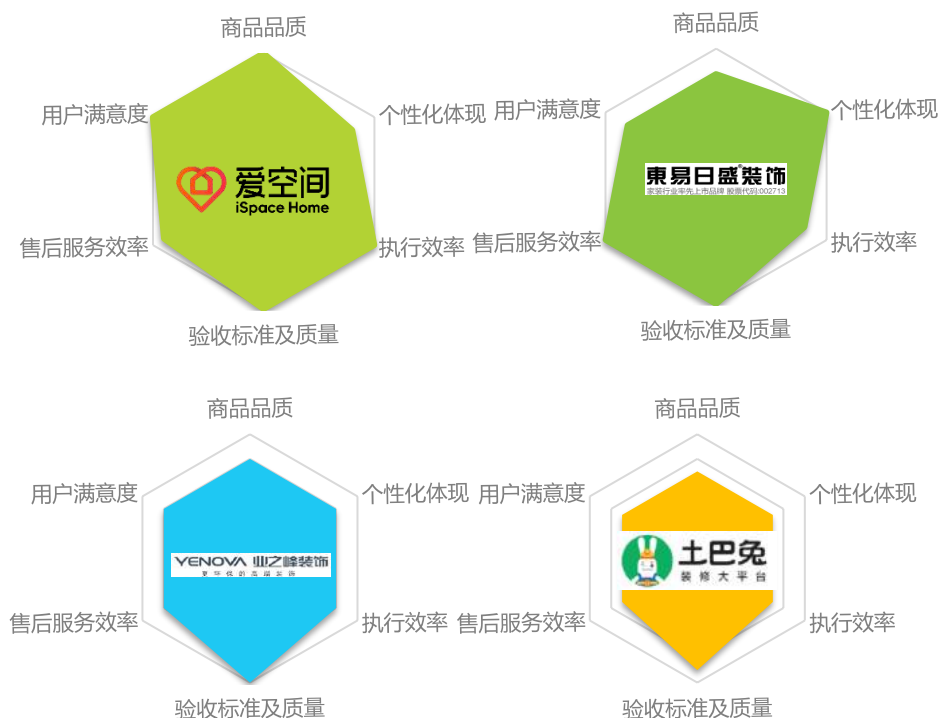 商品品质
用户满意度
个性化体现
爱空间
iSpace Home
售后服务效率
执行效率
验收标准及质量
商品品质
用户满意度
个性化体现
東易日盛装饰
家装行业率先上市品牌 股票代码:002713
售后服务效率
执行效率
验收标准及质量
商品品质
用户满意度
个性化体现
YENOVA 业之峰装饰
更环保的高端装饰
售后服务效率
执行效率
验收标准及质量
商品品质
用户满意度
个性化体现
土巴兔
装修大平台
售后服务效率
执行效率
验收标准及质量